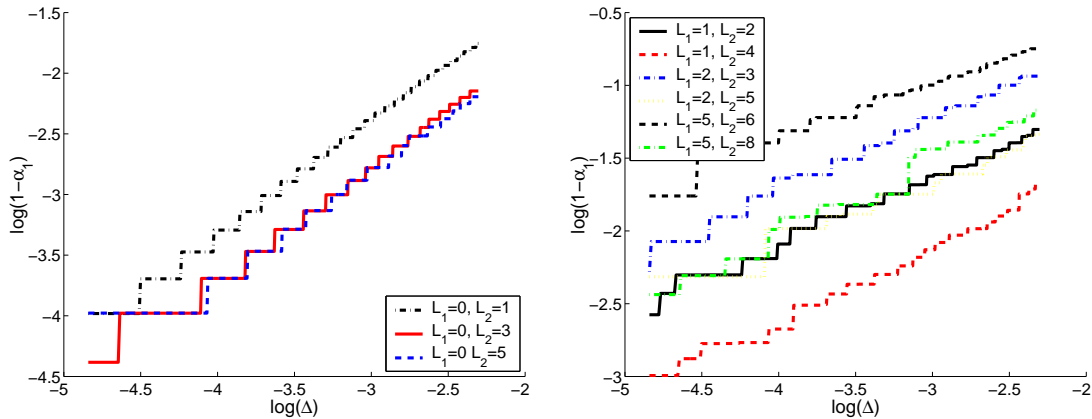 −1.5
−2
−2.5
−3
−3.5
−4
−4.5
log(1−α₁)
−5
−4.5
−4
−3.5
−3
−2.5
−2
log(Δ)
L₁=0, L₂=1
L₁=0, L₂=3
L₁=0 L₂=5
−0.5
−1
−1.5
−2
−2.5
−3
log(1−α₁)
−5
−4.5
−4
−3.5
−3
−2.5
−2
log(Δ)
L₁=1, L₂=2
L₁=1, L₂=4
L₁=2, L₂=3
L₁=2, L₂=5
L₁=5, L₂=6
L₁=5, L₂=8